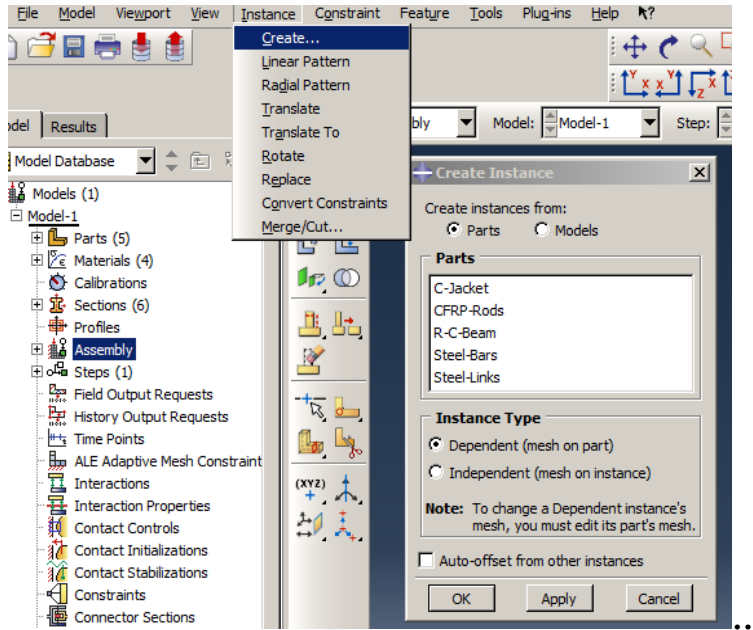 File Model Viewport View Instance Constraint Feature Tools Plug-ins Help
Create...
Linear Pattern
Radial Pattern
Translate
Translate To
Rotate
Replace
Convert Constraints
Merge/Cut...
Y X X Y Z X
Results
Model: Model-1 Step:
Model Database
Models (1)
Model-1
Parts (5)
Materials (4)
Calibrations
Sections (6)
Profiles
Assembly
Steps (1)
Field Output Requests
History Output Requests
Time Points
ALE Adaptive Mesh Constraint
Interactions
Interaction Properties
Contact Controls
Contact Initializations
Contact Stabilizations
Constraints
Connector Sections
(XYZ)
Create Instance
Create instances from:
Parts Models
Parts
C-Jacket
CFRP-Rods
R-C-Beam
Steel-Bars
Steel-Links
Instance Type
Dependent (mesh on part)
Independent (mesh on instance)
Note: To change a Dependent instance's
mesh, you must edit its part's mesh.
Auto-offset from other instances
OK Apply Cancel